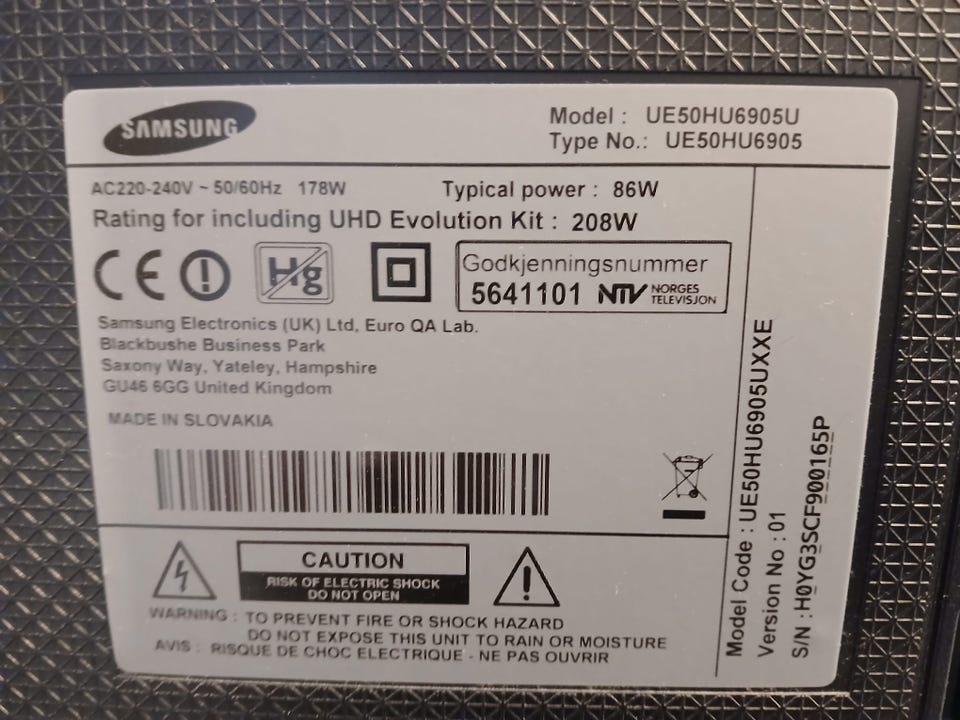 SAMSUNG
Model : UE50HU6905U
Type No.: UE50HU6905
AC220-240V ~ 50/60Hz 178W Typical power : 86W
Rating for including UHD Evolution Kit : 208W
CE Hg
Godkjenningsnummer
5641101 NTV NORGES TELEVISJON
Samsung Electronics (UK) Ltd, Euro QA Lab.
Blackbushe Business Park
Saxony Way, Yateley, Hampshire
GU46 6GG United Kingdom
MADE IN SLOVAKIA
CAUTION
RISK OF ELECTRIC SHOCK
DO NOT OPEN
WARNING : TO PREVENT FIRE OR SHOCK HAZARD
DO NOT EXPOSE THIS UNIT TO RAIN OR MOISTURE
AVIS : RISQUE DE CHOC ELECTRIQUE - NE PAS OUVRIR
Model Code : UE50HU6905UXXE
Version No : 01
S/N : H0YG3SCF900165P